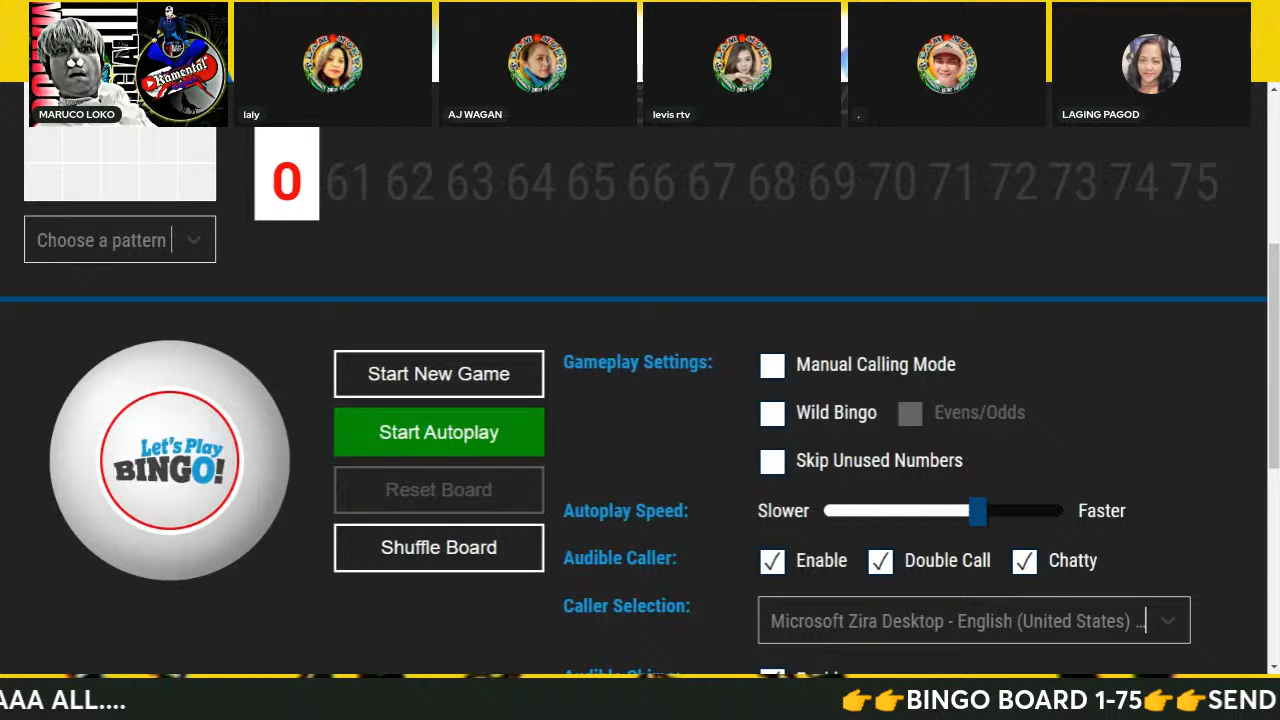 Kamental
MARUCO LOKO
laly
AJ WAGAN
levis rtv
.
LAGING PAGOD
O 61 62 63 64 65 66 67 68 69 70 71 72 73 74 75
Choose a pattern
Let's Play
BINGO!
Start New Game
Start Autoplay
Reset Board
Shuffle Board
Gameplay Settings:
Manual Calling Mode
Wild Bingo
Evens/Odds
Skip Unused Numbers
Autoplay Speed:
Slower
Faster
Audible Caller:
Enable
Double Call
Chatty
Caller Selection:
Microsoft Zira Desktop - English (United States) ...
AAA ALL....
👉👉BINGO BOARD 1-75👉👉SEND